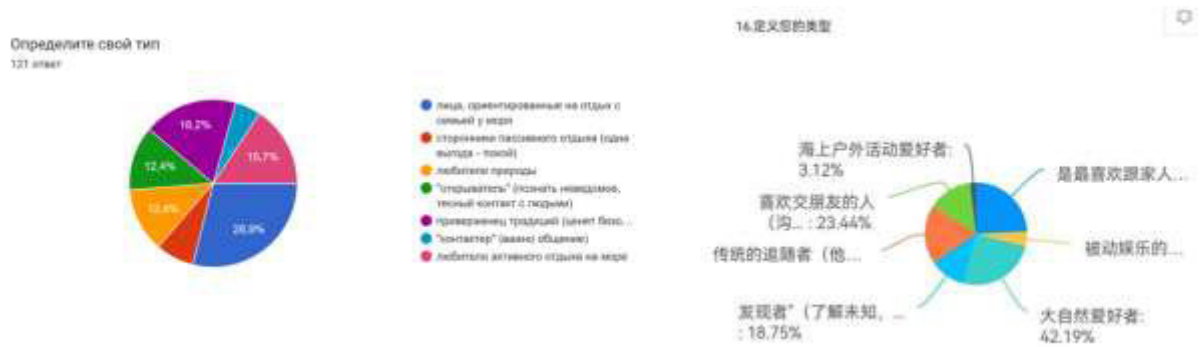 Определите свой тип
121 ответ
18,2%
15,7%
12,4%
28,9%
лица, ориентированные на отдых с
семьей у моря
сторонники пассивного отдыха (одна
выгода - покой)
любители природы
"открыватель" (познать неведомое,
тесный контакт с людьми)
приверженец традиций (ценит безо...
"контактер" (важно общение)
любители активного отдыха на море
16.定义您的类型
海上户外活动爱好者:
3.12%
是最喜欢跟家人...
喜欢交朋友的人
（沟... : 23.44%
被动娱乐的...
传统的追随者（他...
发现者"（了解未知，...
: 18.75%
大自然爱好者:
42.19%